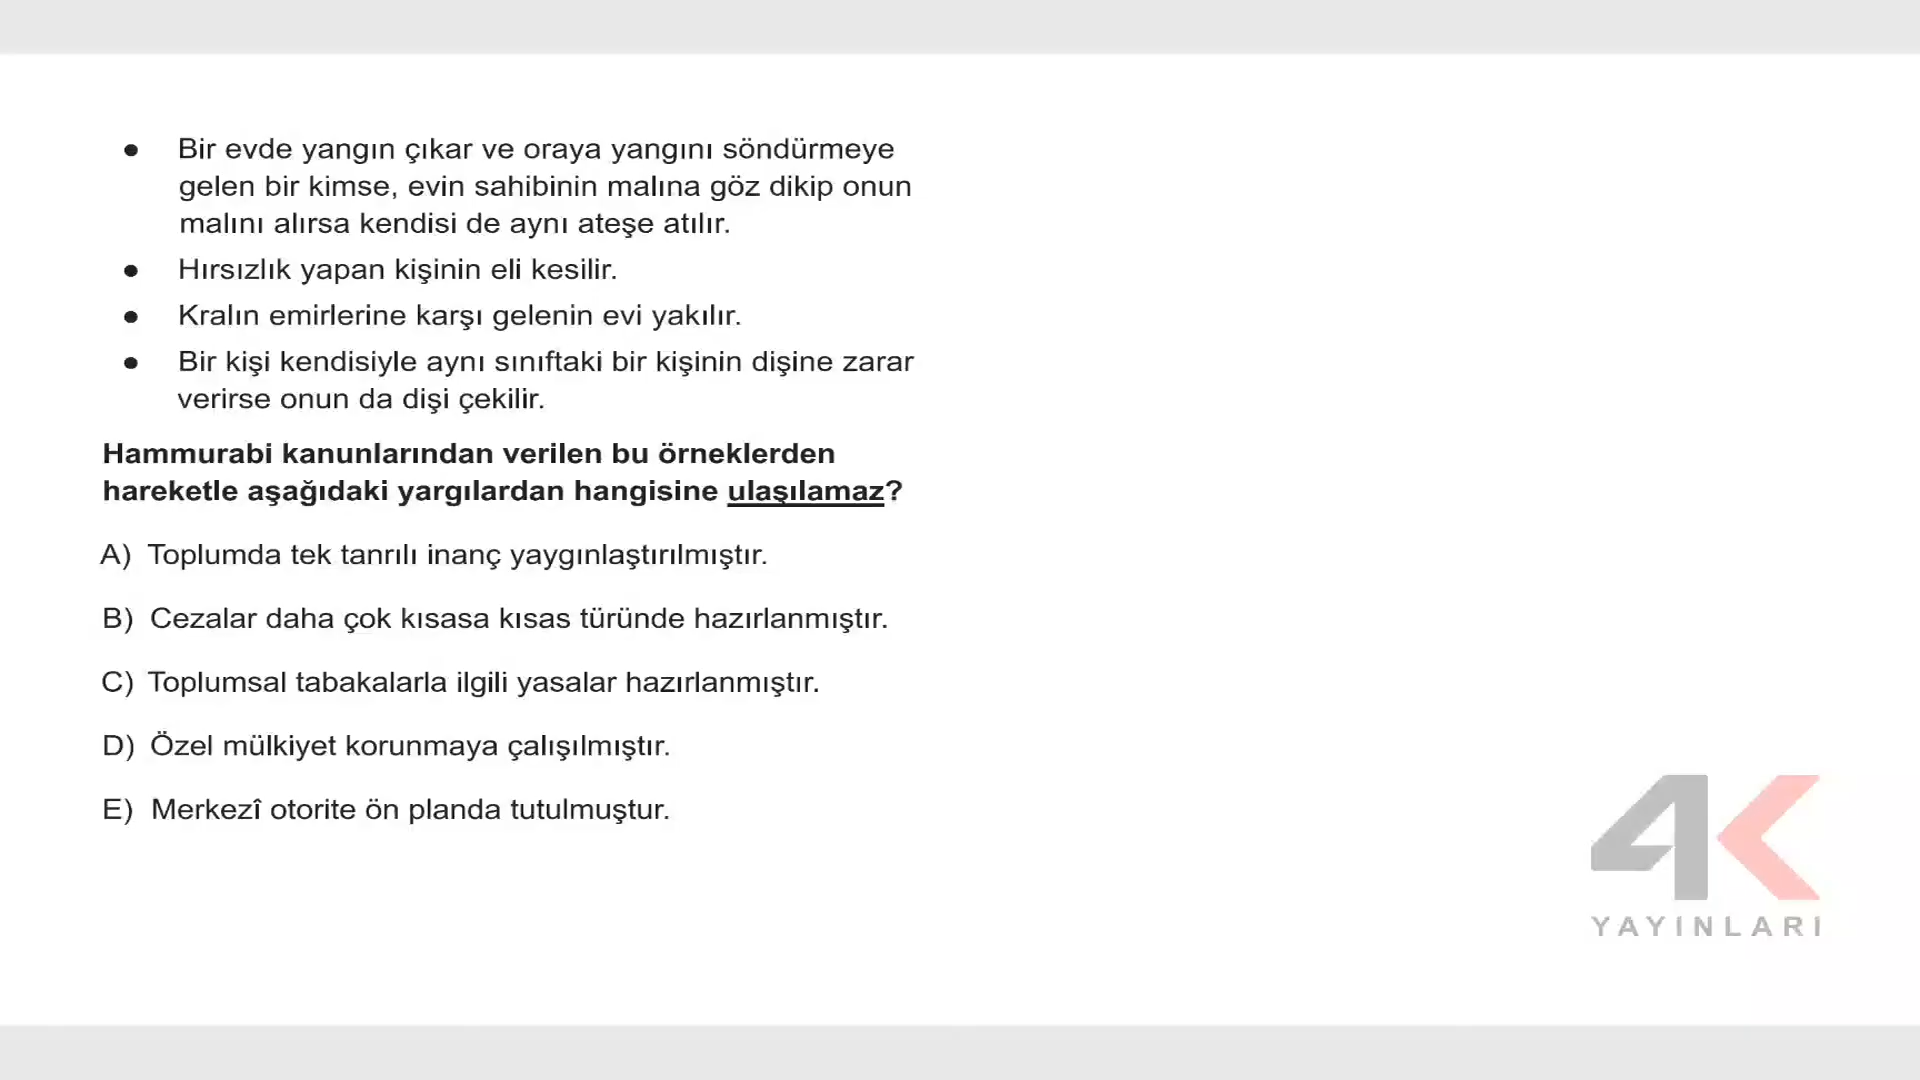 ● Bir evde yangın çıkar ve oraya yangını söndürmeye
gelen bir kimse, evin sahibinin malına göz dikip onun
malını alırsa kendisi de aynı ateşe atılır.
● Hırsızlık yapan kişinin eli kesilir.
● Kralın emirlerine karşı gelenin evi yakılır.
● Bir kişi kendisiyle aynı sınıftaki bir kişinin dişine zarar
verirse onun da dişi çekilir.
Hammurabi kanunlarından verilen bu örneklerden
hareketle aşağıdaki yargılardan hangisine ulaşılamaz?
A) Toplumda tek tanrılı inanç yaygınlaştırılmıştır.
B) Cezalar daha çok kısasa kısas türünde hazırlanmıştır.
C) Toplumsal tabakalarla ilgili yasalar hazırlanmıştır.
D) Özel mülkiyet korunmaya çalışılmıştır.
E) Merkezî otorite ön planda tutulmuştur.
4K
YAYINLARI